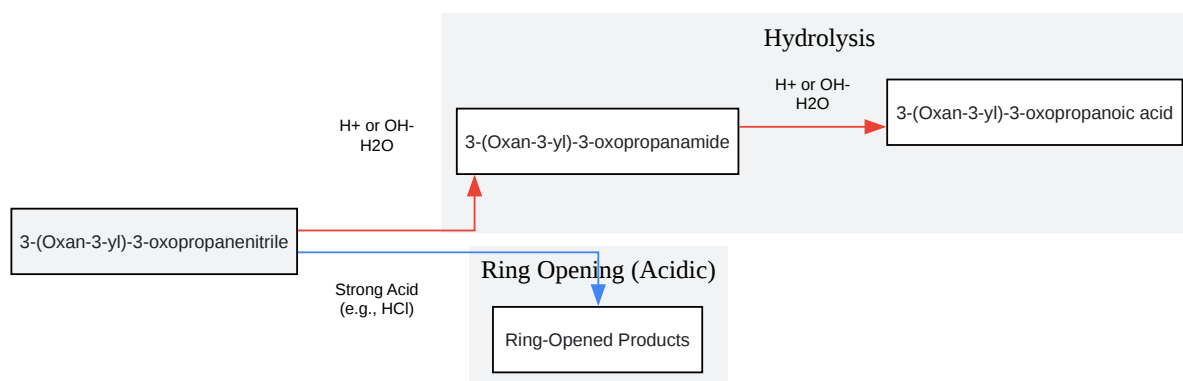 Hydrolysis
H+ or OH-
H2O
3-(Oxan-3-yl)-3-oxopropanoic acid
H+ or OH-
H2O
3-(Oxan-3-yl)-3-oxopropanamide
3-(Oxan-3-yl)-3-oxopropanenitrile
Ring Opening (Acidic)
Strong Acid
(e.g., HCl)
Ring-Opened Products